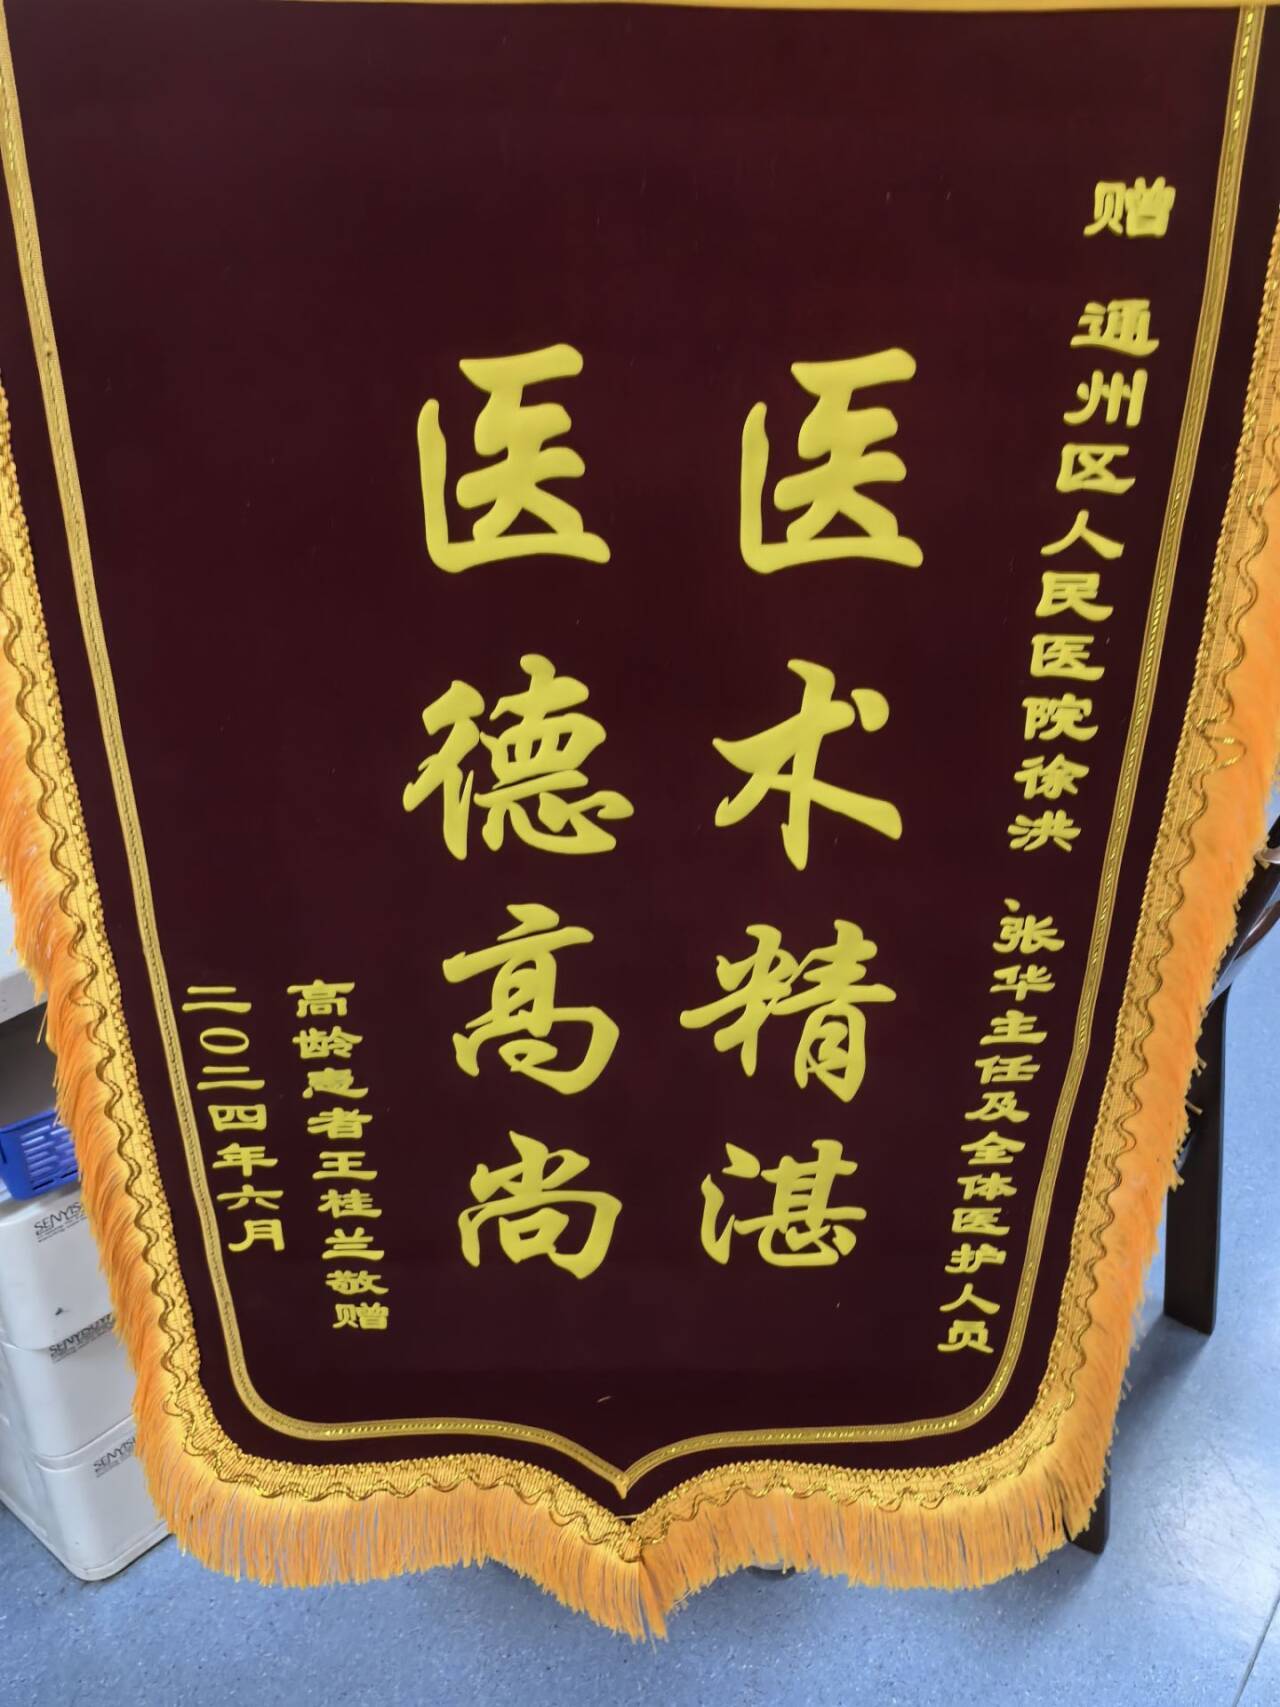 赠 通州区人民医院徐洪 张华主任及全体医护人员
医术精湛
医德高尚
高龄患者王桂兰敬赠
二〇二四年六月